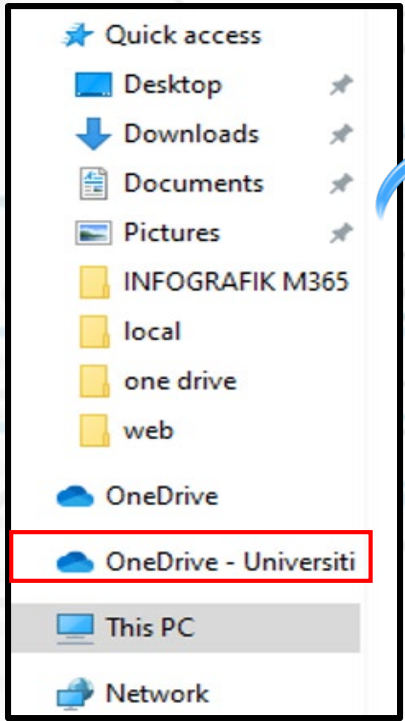 Quick access
Desktop
Downloads
Documents
Pictures
INFOGRAFIK M365
local
one drive
web
OneDrive
OneDrive - Universiti
This PC
Network